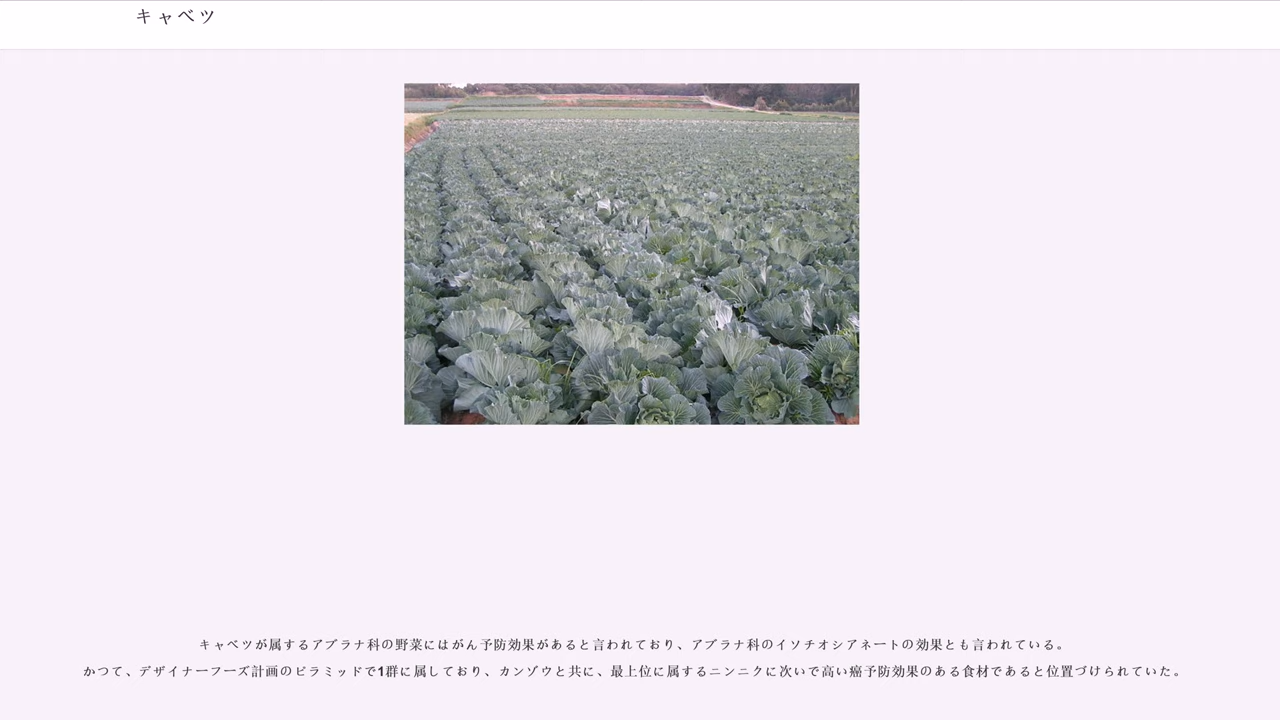 キャベツ
キャベツが属するアブラナ科の野菜にはがん予防効果があると言われており、アブラナ科のイソチオシアネートの効果とも言われている。
かつて、デザイナーフーズ計画のピラミッドで1群に属しており、カンゾウと共に、最上位に属するニンニクに次いで高い癌予防効果のある食材であると位置づけられていた。